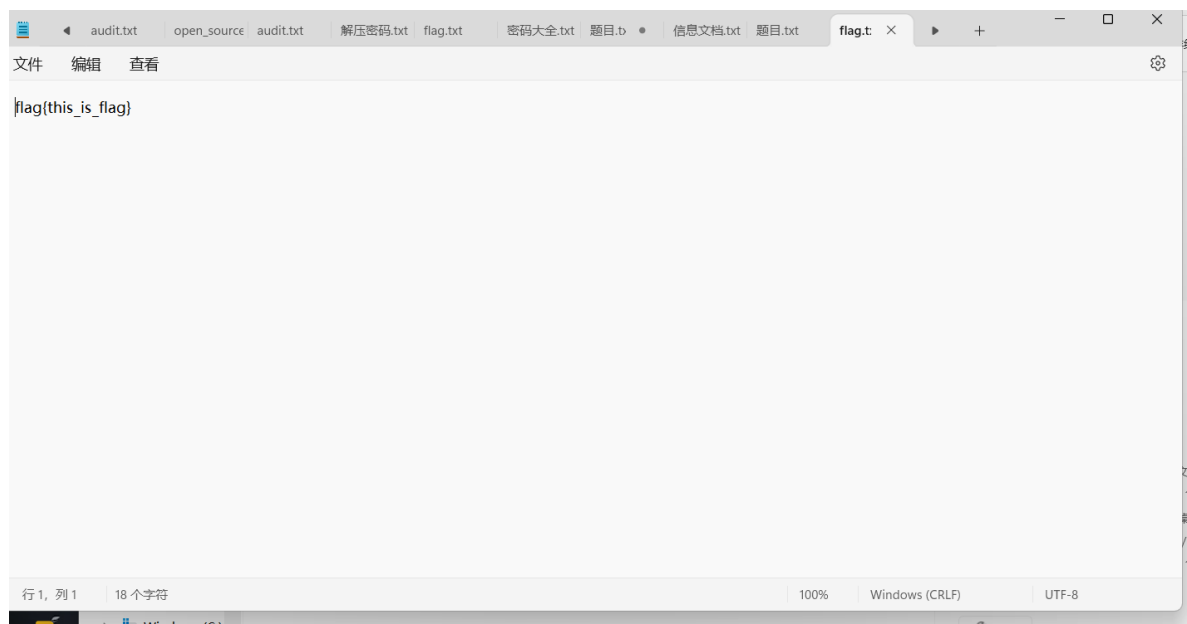 audit.txt open_source audit.txt 解压密码.txt flag.txt 密码大全.txt 题目.t 信息文档.txt 题目.txt flag.t
文件 编辑 查看
flag{this_is_flag}
行 1，列 1 18 个字符 100% Windows (CRLF) UTF-8